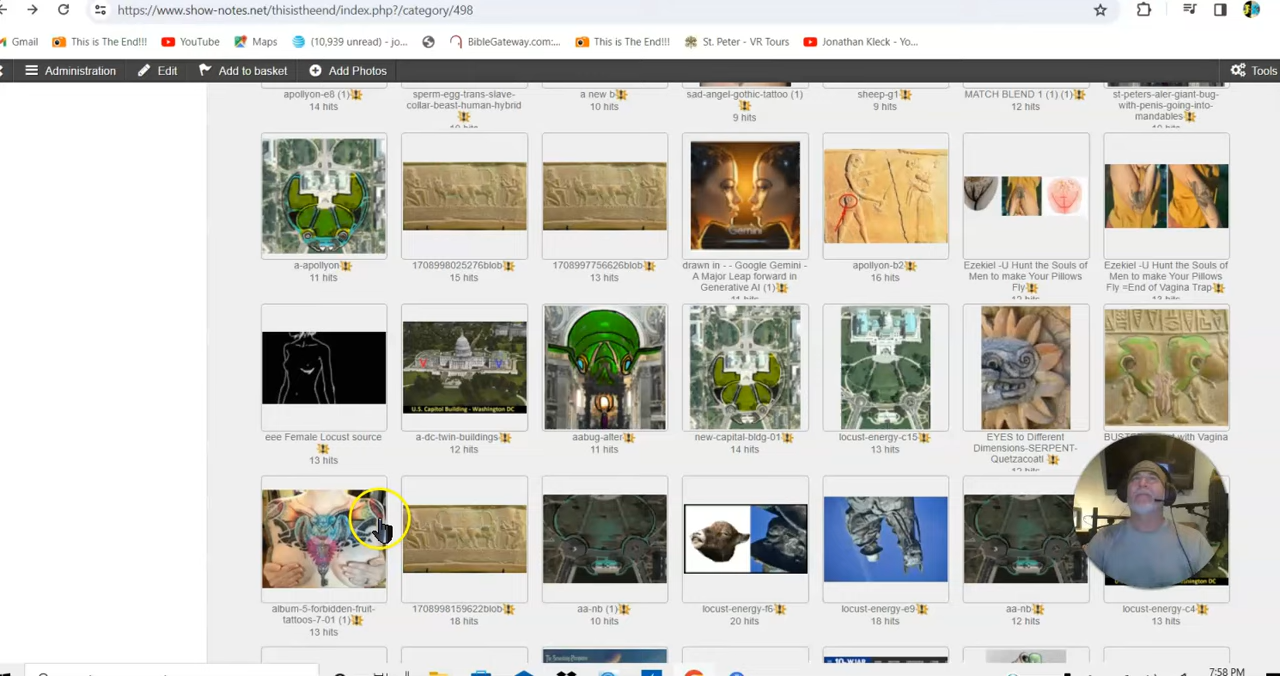 https://www.show-notes.net/thisistheend/index.php?/category/498
Gmail
This is The End!!!
YouTube
Maps
(10,939 unread) - jo...
BibleGateway.com:...
This is The End!!!
St. Peter - VR Tours
Jonathan Kleck - Yo...
Administration
Edit
Add to basket
Add Photos
Tools
apollyon-e8 (1)
14 hits
sperm-egg-trans-slave-
collar-beast-human-hybrid
10 hits
a new b
10 hits
sad-angel-gothic-tattoo (1)
9 hits
sheep-g1
9 hits
MATCH BLEND 1 (1) (1)
12 hits
st-peters-aler-giant-bug-
with-penis-going-into-
mandables
Gemini
a-apollyon
11 hits
1708998025276blob
15 hits
1708997756626blob
13 hits
drawn in - - Google Gemini -
A Major Leap forward in
Generative AI (1)
11 hits
apollyon-b2
16 hits
Ezekiel -U Hunt the Souls of
Men to make Your Pillows
Fly
Ezekiel -U Hunt the Souls of
Men to make Your Pillows
Fly =End of Vagina Trap
V
V
U.S. Capitol Building - Washington DC
eee Female Locust source
13 hits
a-dc-twin-buildings
12 hits
aabug-alter
11 hits
new-capital-bldg-01
14 hits
locust-energy-c15
13 hits
EYES to Different
Dimensions-SERPENT-
Quetzacoatl
with Vagina
album-5-forbidden-fruit-
tattoos-7-01 (1)
13 hits
1708998159622blob
18 hits
aa-nb (1)
10 hits
locust-energy-f6
20 hits
locust-energy-e9
18 hits
aa-nb
12 hits
DC
locust-energy-c4
13 hits
7:58 PM